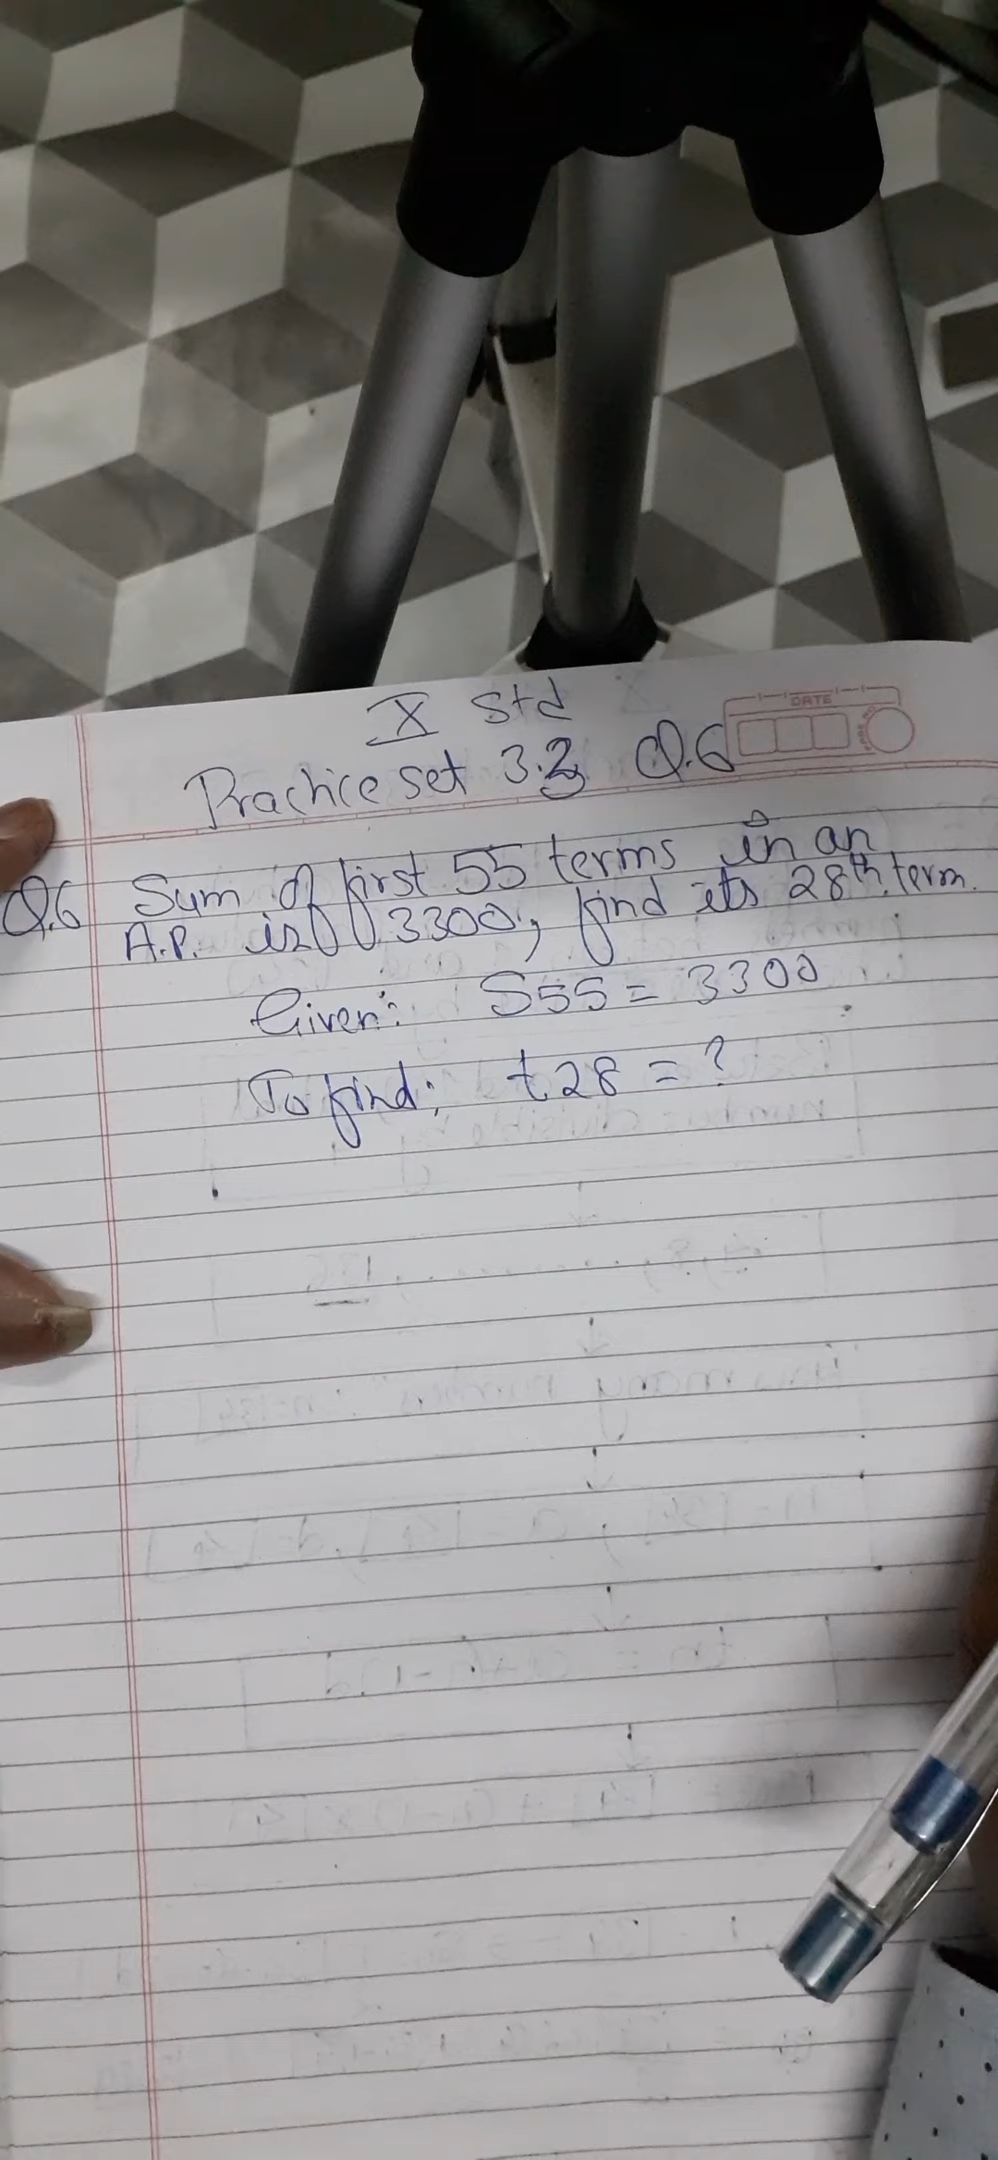 X Std
Practice set 3.3 Q.6
DATE
Q.6 Sum of first 55 terms in an
A.P. is 3300, find its 28th term.
Given: S55 = 3300
To find: t28 = ?